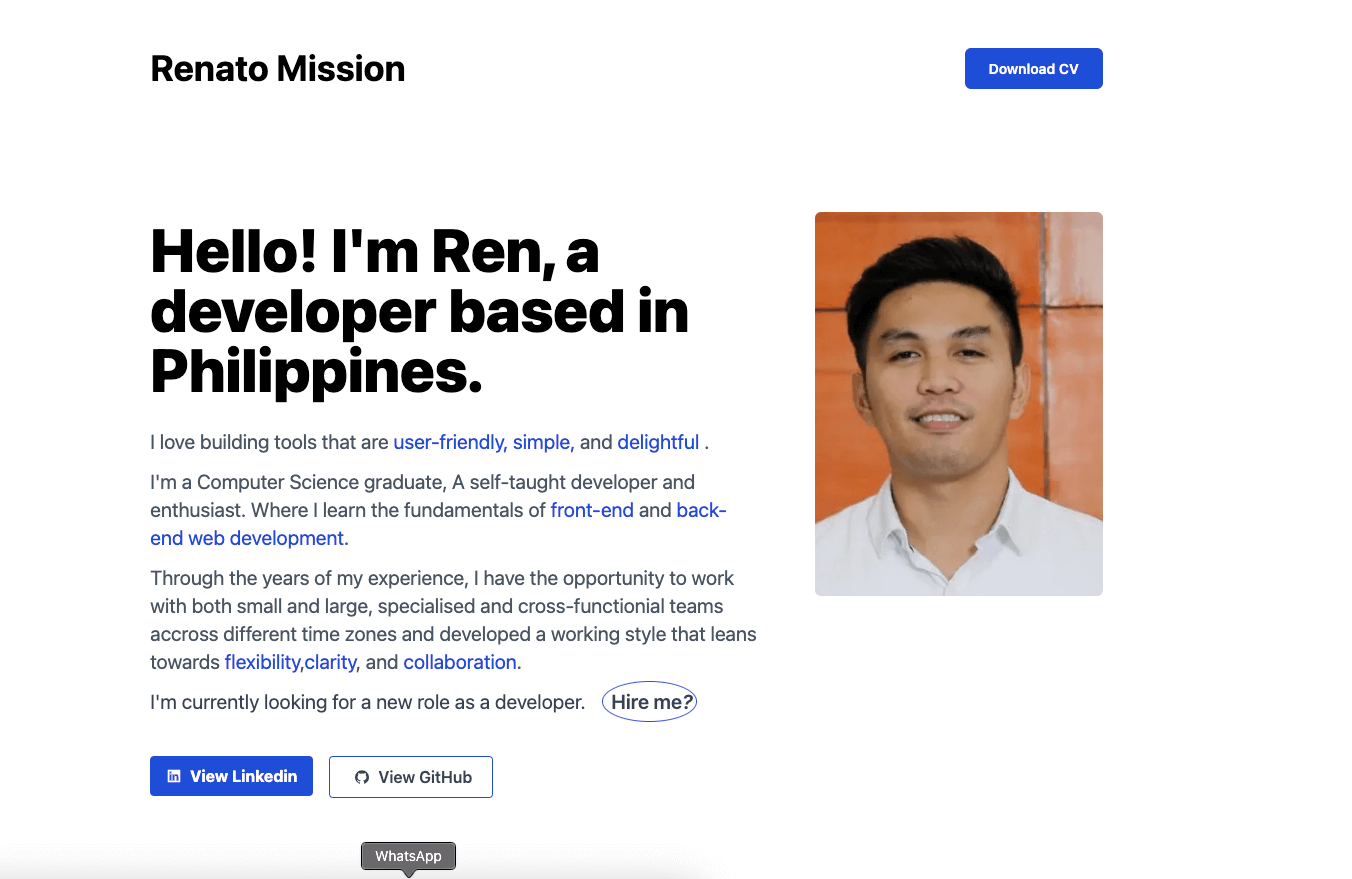 Renato Mission
Download CV
Hello! I'm Ren, a
developer based in
Philippines.
I love building tools that are user-friendly, simple, and delightful .
I'm a Computer Science graduate, A self-taught developer and
enthusiast. Where I learn the fundamentals of front-end and back-
end web development.
Through the years of my experience, I have the opportunity to work
with both small and large, specialised and cross-functionial teams
accross different time zones and developed a working style that leans
towards flexibility,clarity, and collaboration.
I'm currently looking for a new role as a developer. Hire me?
in View Linkedin
View GitHub
WhatsApp